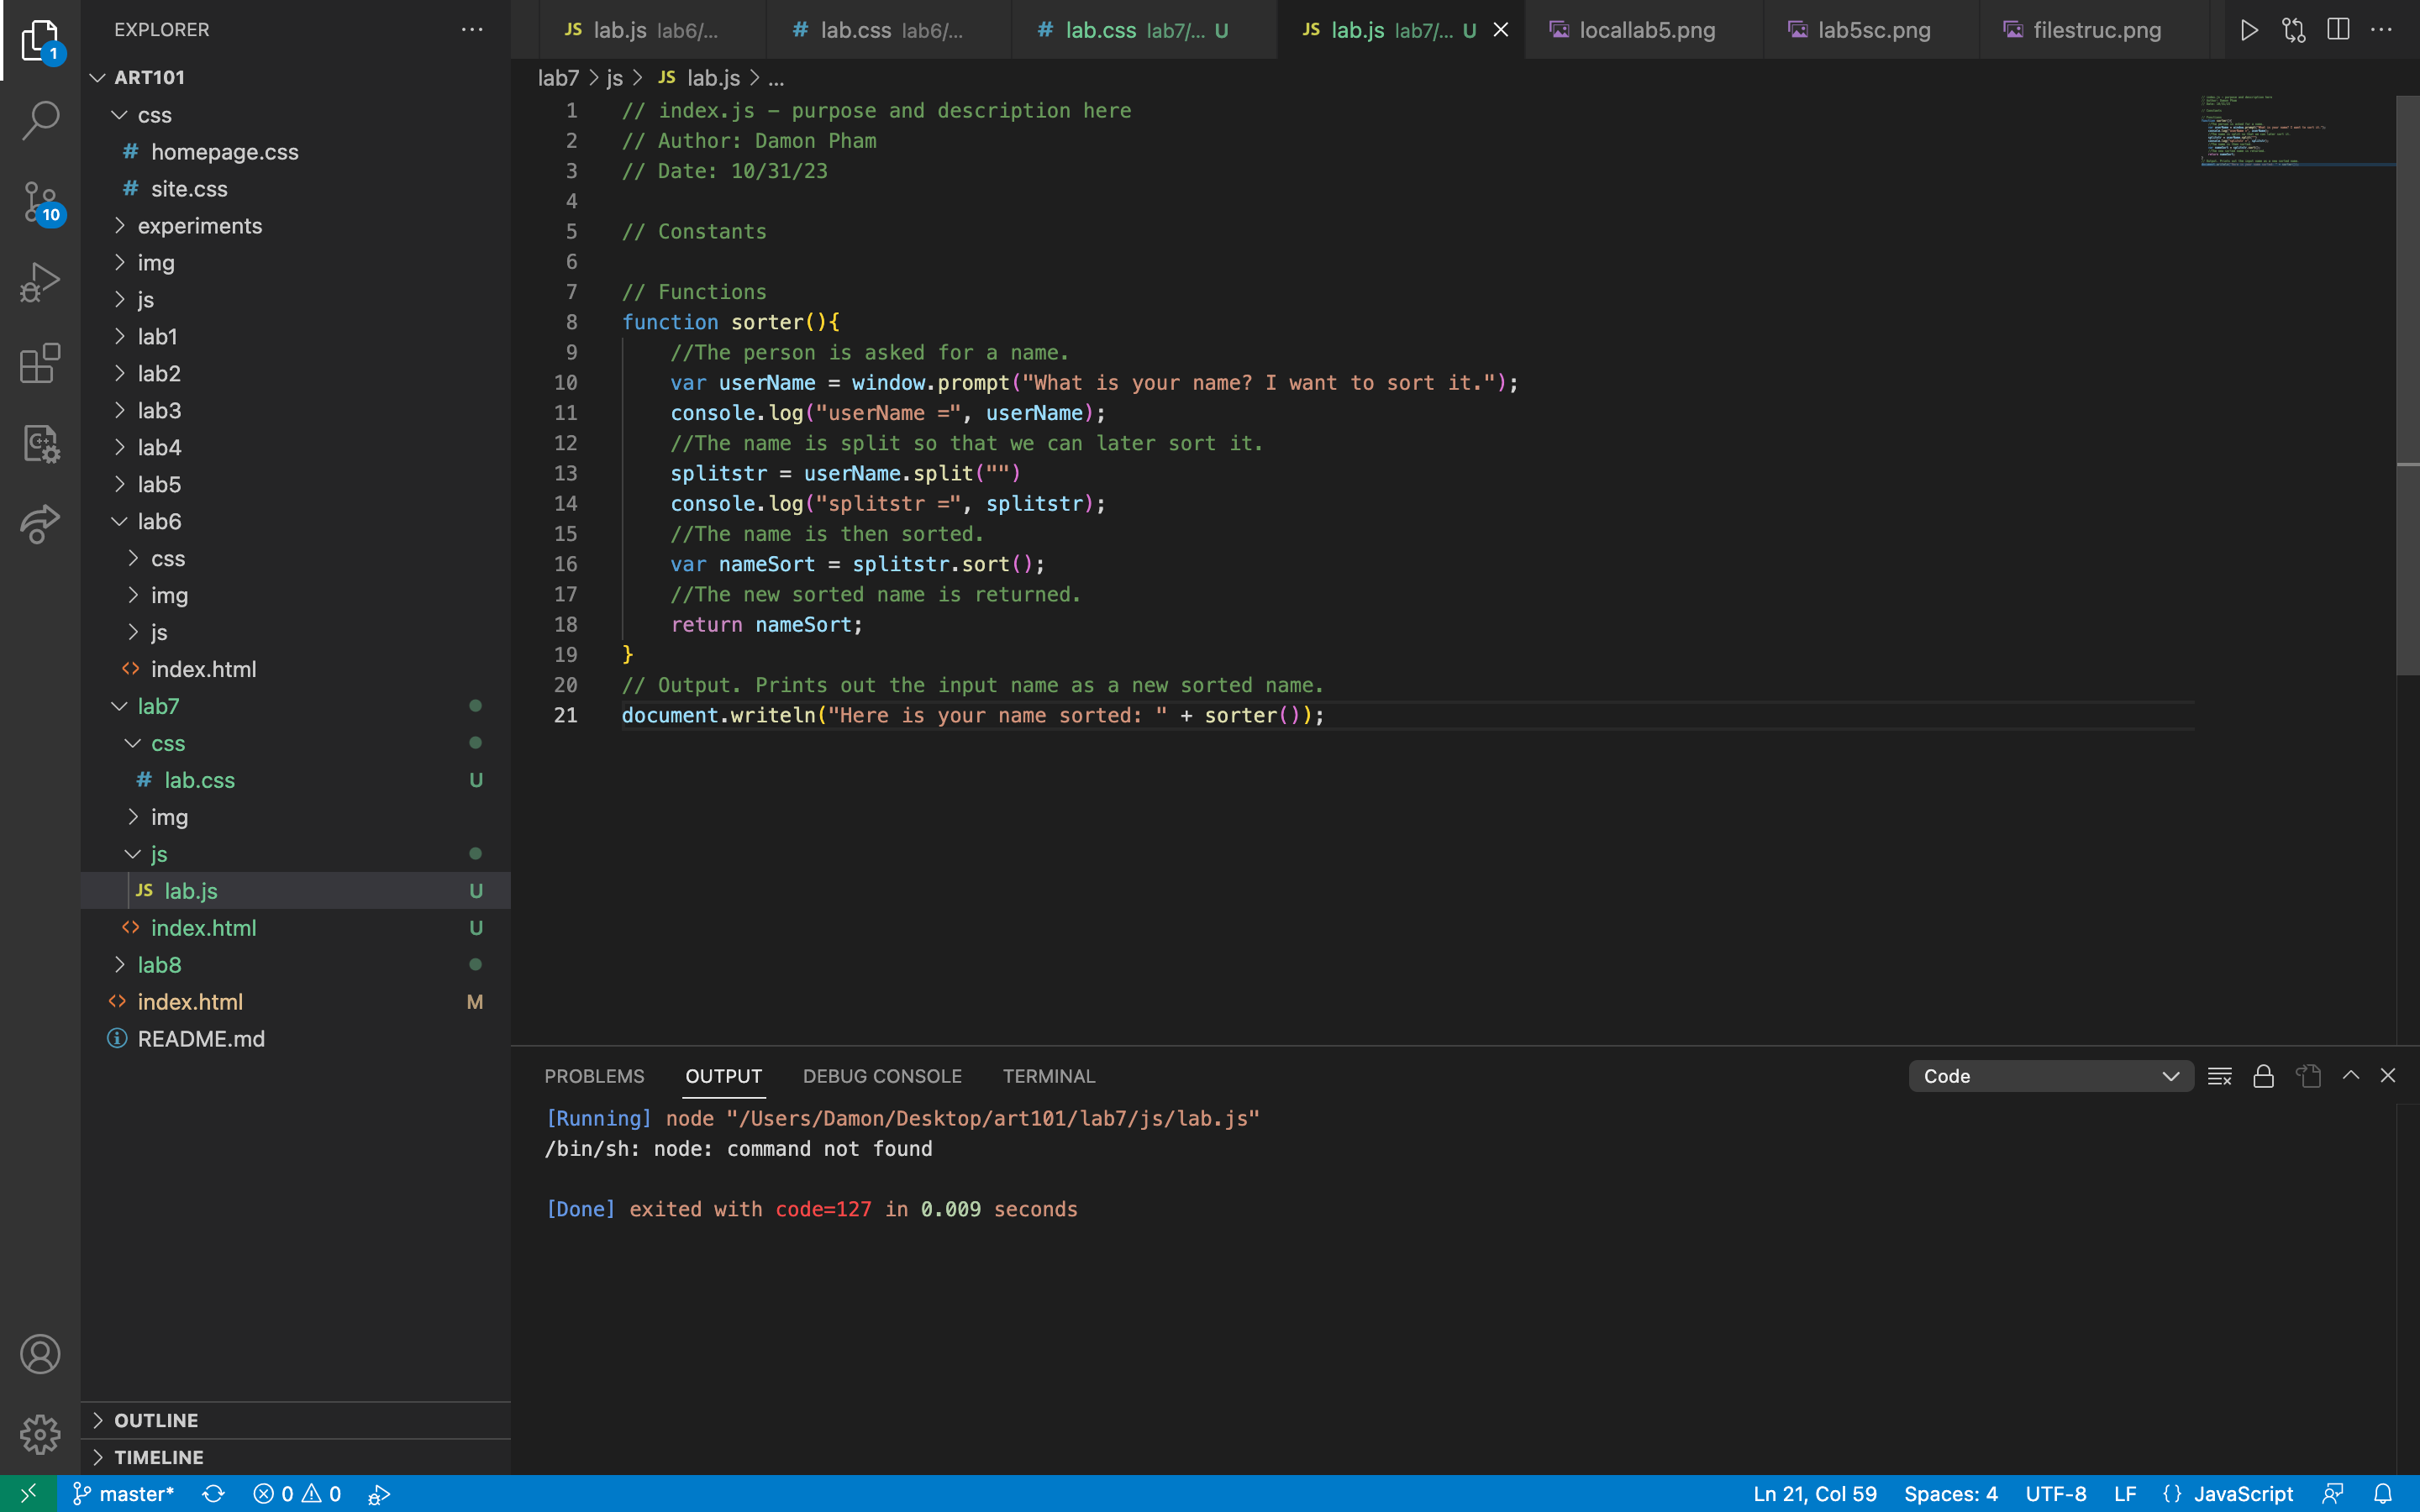 EXPLORER
1
10
ART101
css
# homepage.css
# site.css
experiments
img
js
lab1
lab2
lab3
lab4
lab5
lab6
css
img
js
<> index.html
lab7
css
# lab.css U
img
js
JS lab.js U
<> index.html U
lab8
<> index.html M
README.md
OUTLINE
TIMELINE
JS lab.js lab6/...
# lab.css lab6/...
# lab.css lab7/... U
JS lab.js lab7/... U
locallab5.png
lab5sc.png
filestruc.png
lab7 > js > JS lab.js > ...
1 // index.js – purpose and description here
2 // Author: Damon Pham
3 // Date: 10/31/23
4
5 // Constants
6
7 // Functions
8 function sorter(){
9 //The person is asked for a name.
10 var userName = window.prompt("What is your name? I want to sort it.");
11 console.log("userName =", userName);
12 //The name is split so that we can later sort it.
13 splitstr = userName.split("")
14 console.log("splitstr =", splitstr);
15 //The name is then sorted.
16 var nameSort = splitstr.sort();
17 //The new sorted name is returned.
18 return nameSort;
19 }
20 // Output. Prints out the input name as a new sorted name.
21 document.writeln("Here is your name sorted: " + sorter());
PROBLEMS OUTPUT DEBUG CONSOLE TERMINAL
Code
[Running] node "/Users/Damon/Desktop/art101/lab7/js/lab.js"
/bin/sh: node: command not found
[Done] exited with code=127 in 0.009 seconds
master* 0 0 Ln 21, Col 59 Spaces: 4 UTF-8 LF {} JavaScript